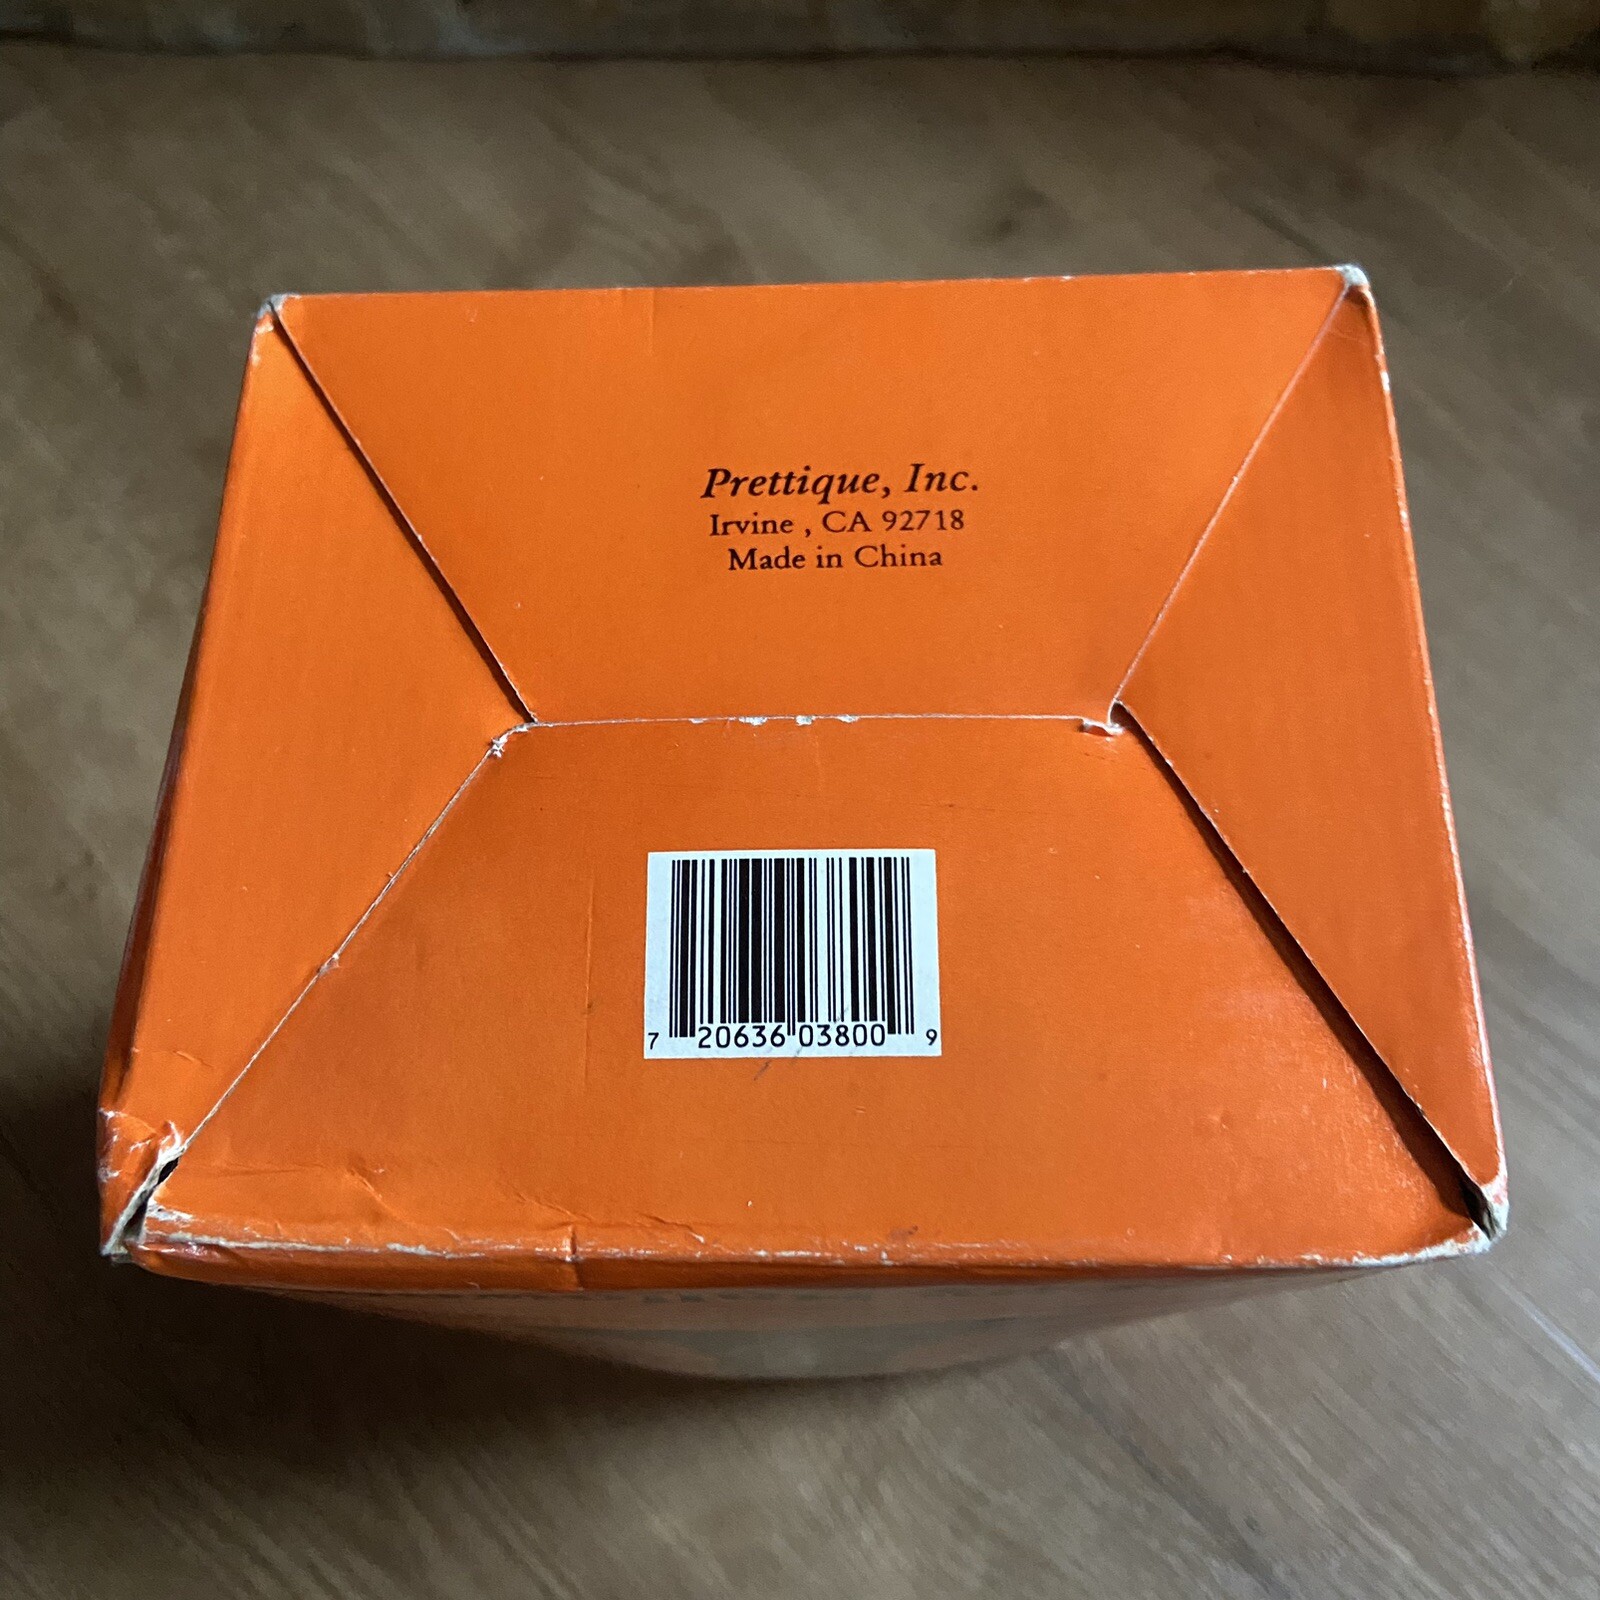 Prettique, Inc.
Irvine , CA 92718
Made in China
7 20636 03800 9